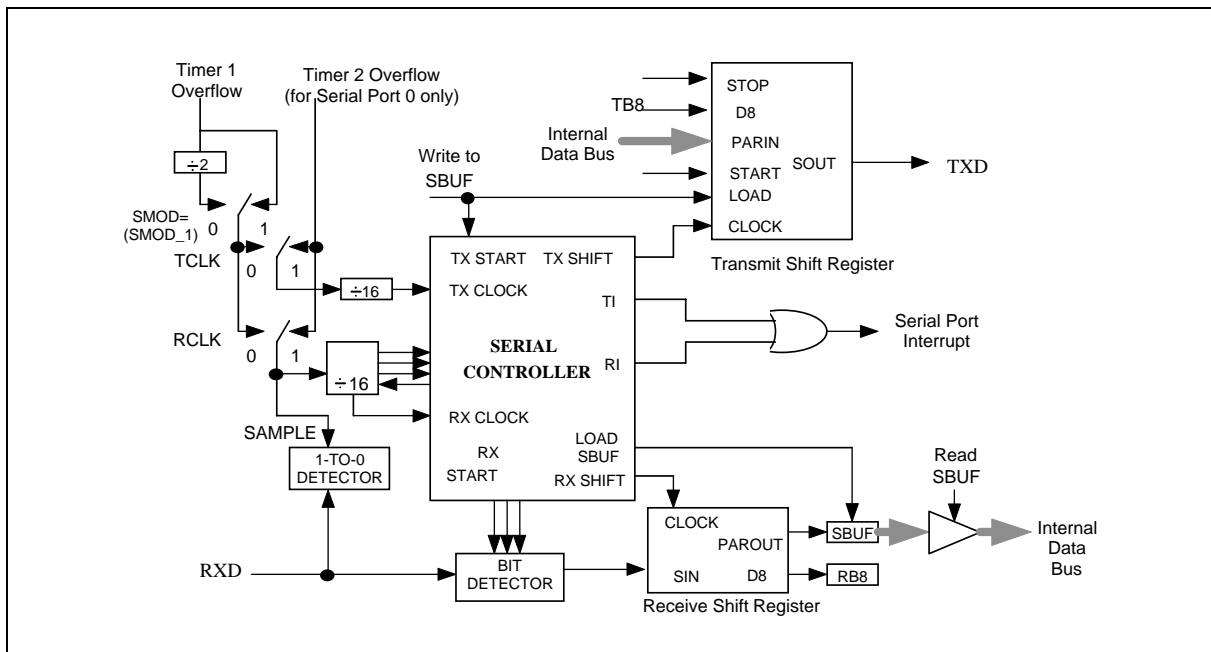 Timer 1
Overflow
Timer 2 Overflow
(for Serial Port 0 only)
÷2
SMOD=
(SMOD_1)
0
1
TCLK
0
1
÷16
RCLK
0
1
÷16
SAMPLE
1-TO-0
DETECTOR
RXD
Write to
SBUF
TX START
TX SHIFT
TX CLOCK
TI
SERIAL
CONTROLLER
RI
RX CLOCK
LOAD
SBUF
RX
START
RX SHIFT
BIT
DETECTOR
TB8
Internal
Data Bus
STOP
D8
PARIN
SOUT
START
LOAD
CLOCK
TXD
Transmit Shift Register
Serial Port
Interrupt
CLOCK
PAROUT
SIN
D8
Receive Shift Register
SBUF
RB8
Read
SBUF
Internal
Data
Bus